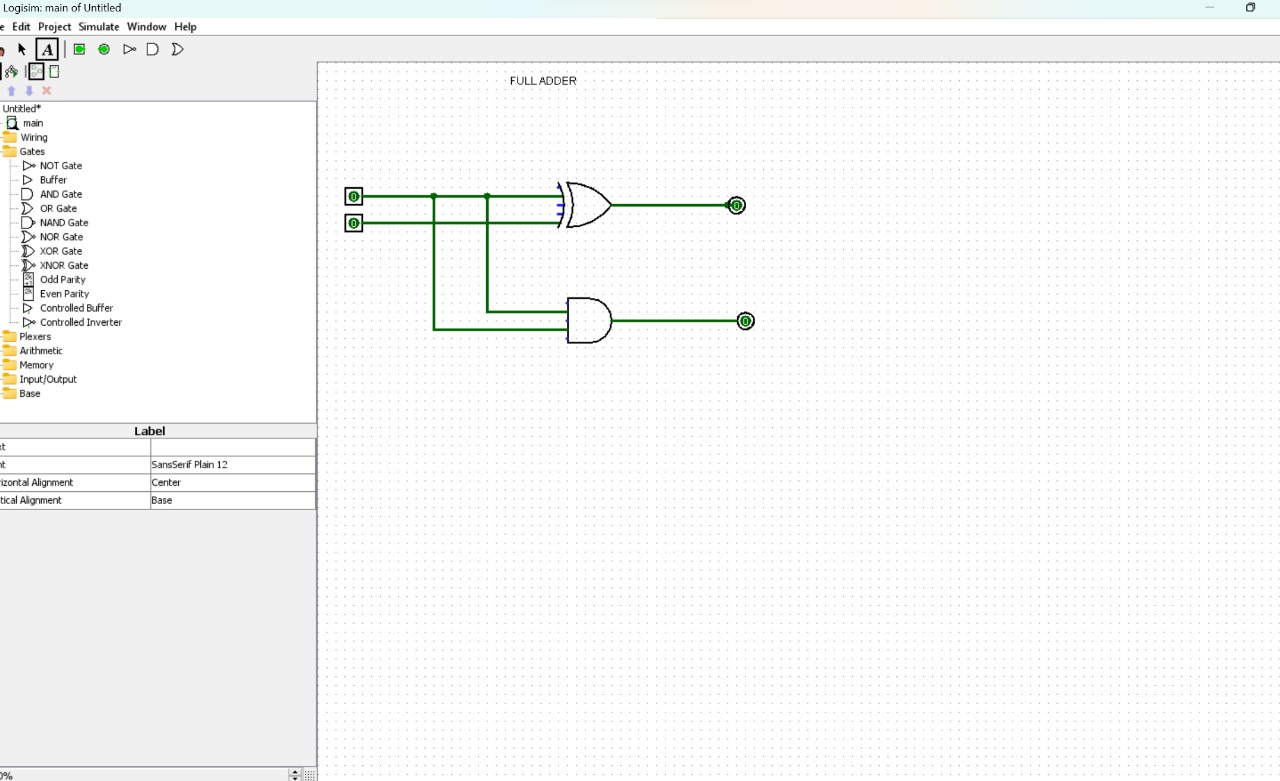 Logisim: main of Untitled
e Edit Project Simulate Window Help
A
FULL ADDER
Untitled*
main
Wiring
Gates
NOT Gate
Buffer
AND Gate
OR Gate
NAND Gate
NOR Gate
XOR Gate
XNOR Gate
Odd Parity
Even Parity
Controlled Buffer
Controlled Inverter
Plexers
Arithmetic
Memory
Input/Output
Base
0
0
0
0
Label
xt
nt SansSerif Plain 12
rizontal Alignment Center
tical Alignment Base
0%